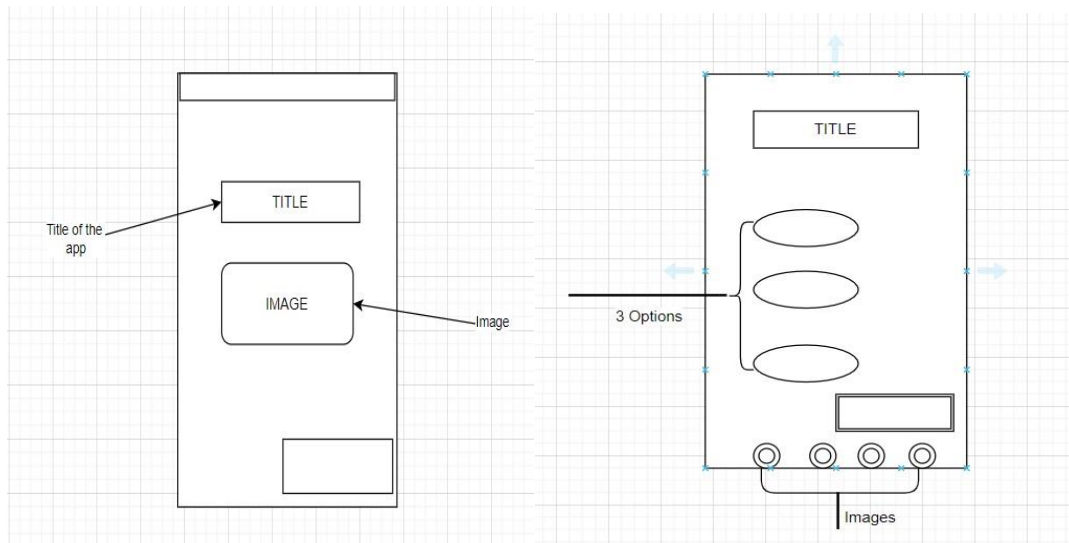 TITLE
Title of the
app
IMAGE
Image
TITLE
3 Options
Images